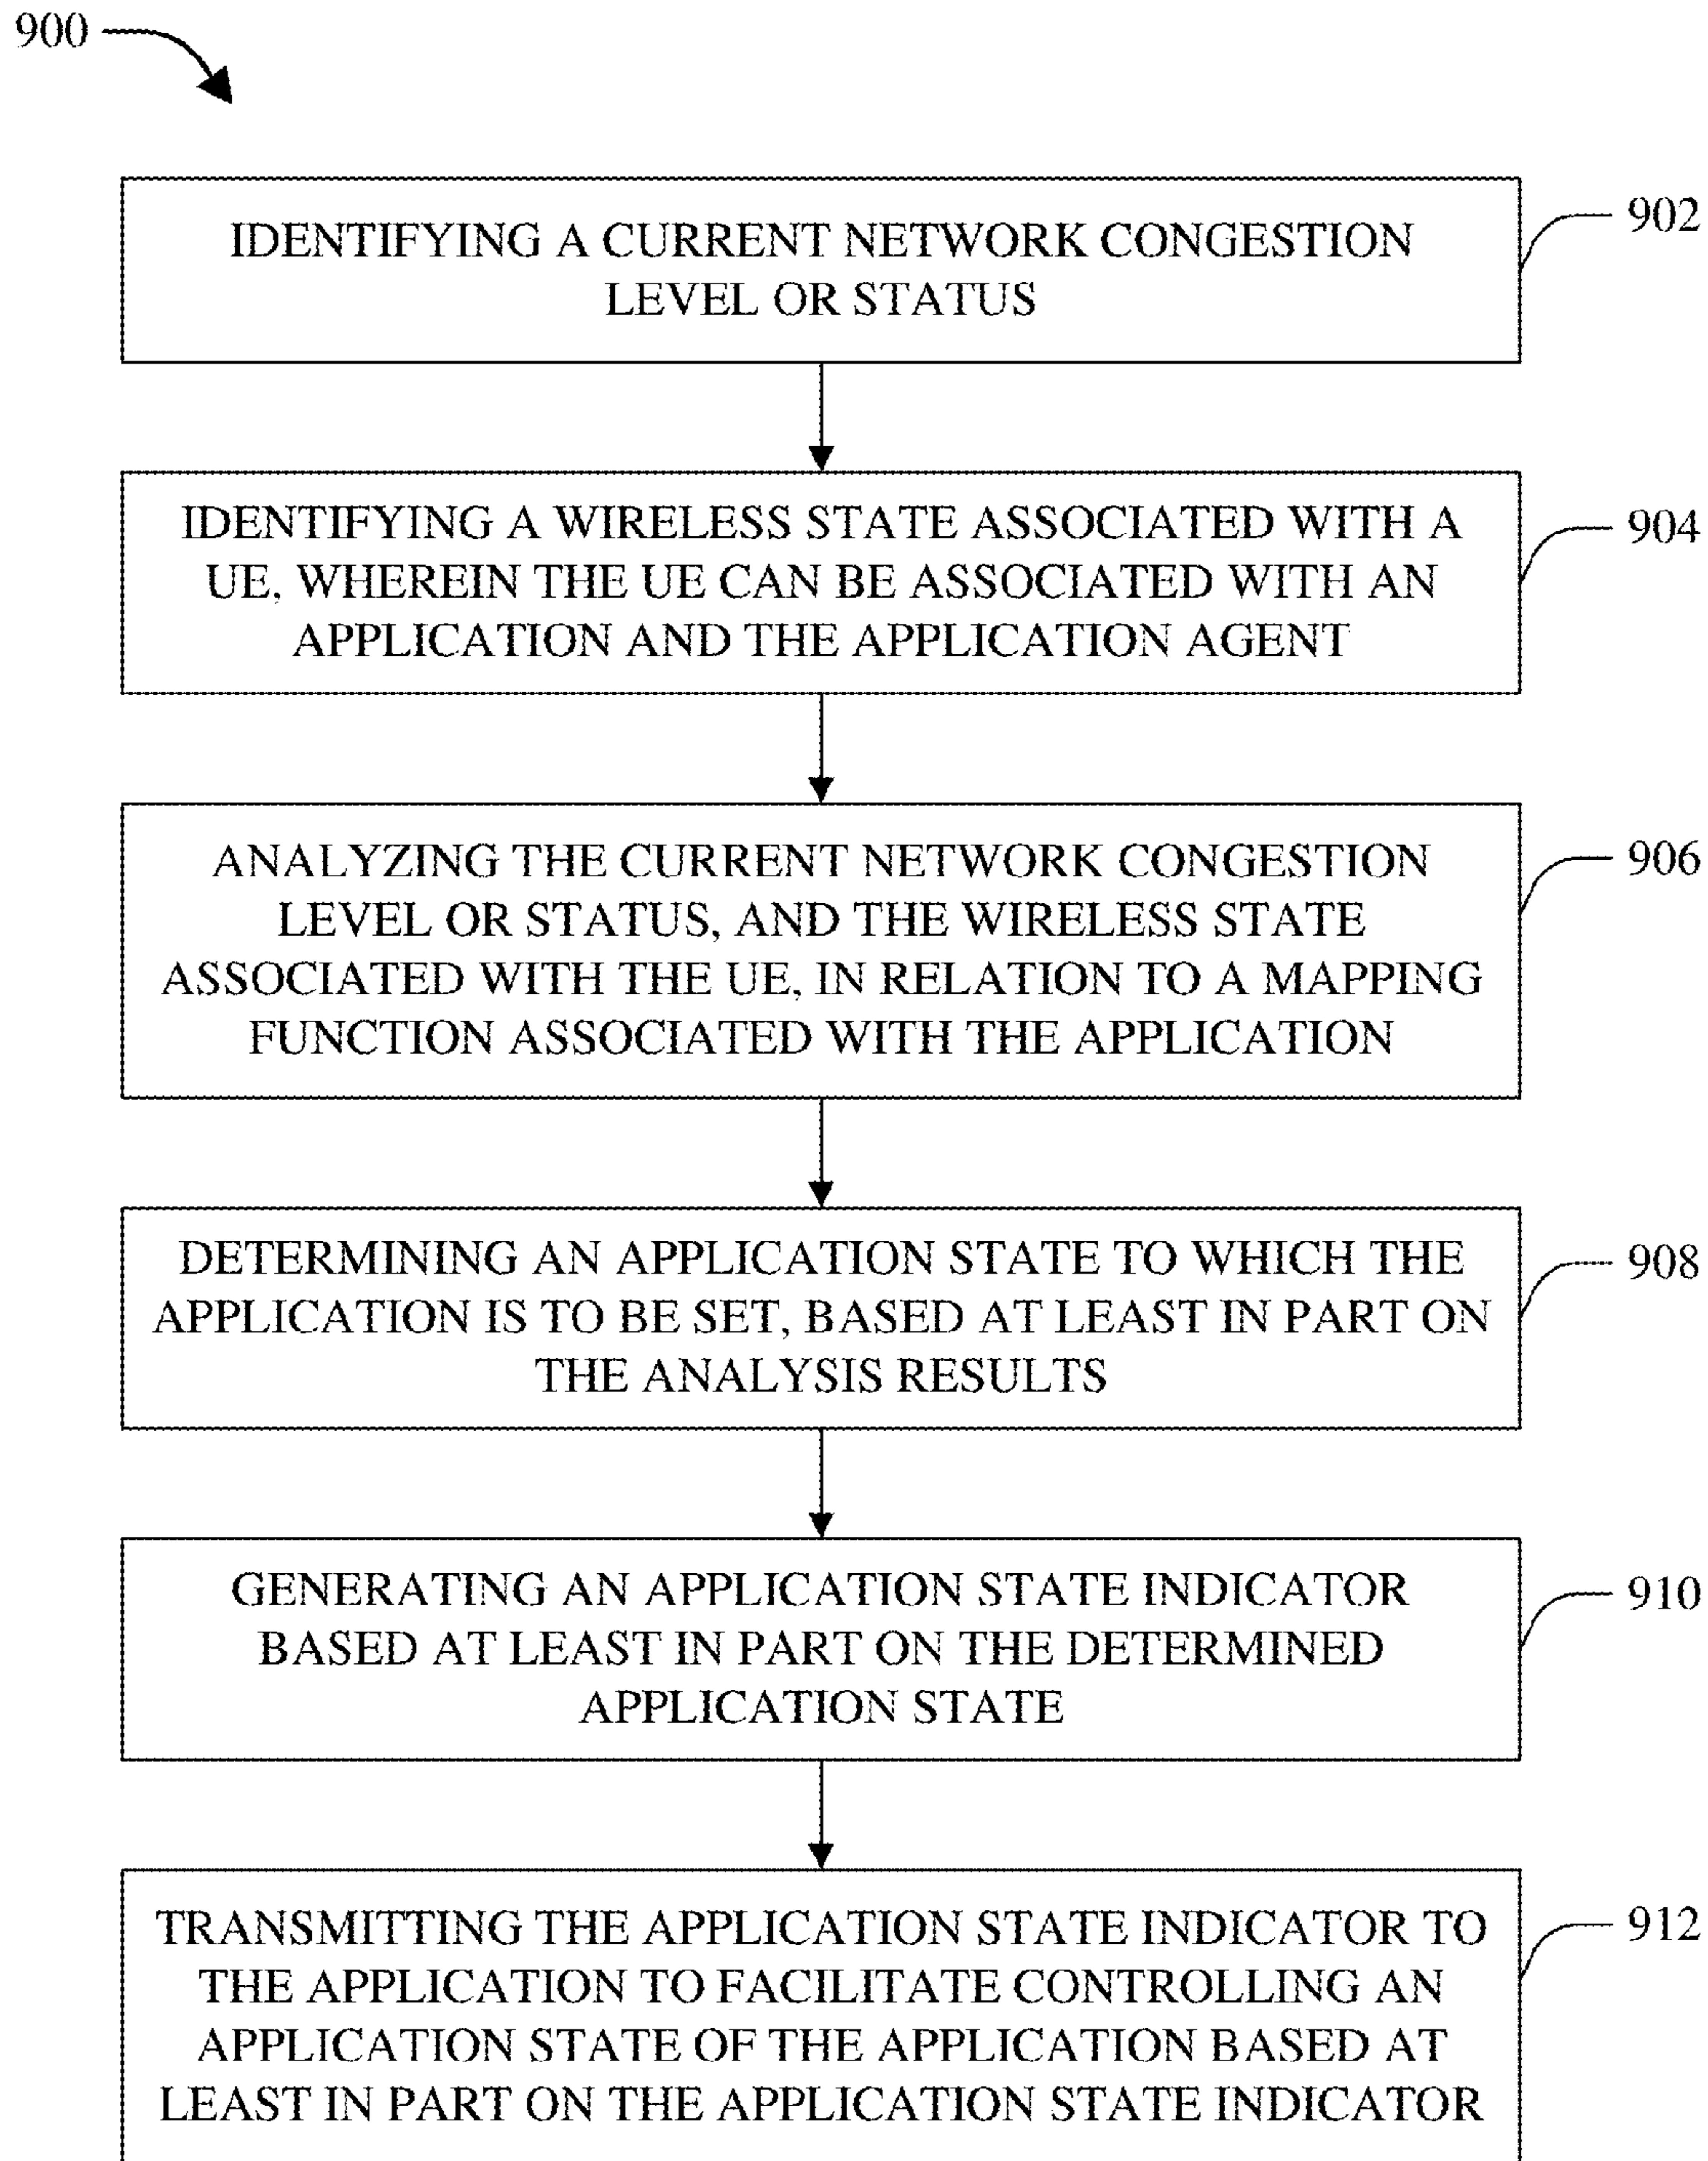 900
IDENTIFYING A CURRENT NETWORK CONGESTION
LEVEL OR STATUS
902
IDENTIFYING A WIRELESS STATE ASSOCIATED WITH A
UE, WHEREIN THE UE CAN BE ASSOCIATED WITH AN
APPLICATION AND THE APPLICATION AGENT
904
ANALYZING THE CURRENT NETWORK CONGESTION
LEVEL OR STATUS, AND THE WIRELESS STATE
ASSOCIATED WITH THE UE, IN RELATION TO A MAPPING
FUNCTION ASSOCIATED WITH THE APPLICATION
906
DETERMINING AN APPLICATION STATE TO WHICH THE
APPLICATION IS TO BE SET, BASED AT LEAST IN PART ON
THE ANALYSIS RESULTS
908
GENERATING AN APPLICATION STATE INDICATOR
BASED AT LEAST IN PART ON THE DETERMINED
APPLICATION STATE
910
TRANSMITTING THE APPLICATION STATE INDICATOR TO
THE APPLICATION TO FACILITATE CONTROLLING AN
APPLICATION STATE OF THE APPLICATION BASED AT
LEAST IN PART ON THE APPLICATION STATE INDICATOR
912